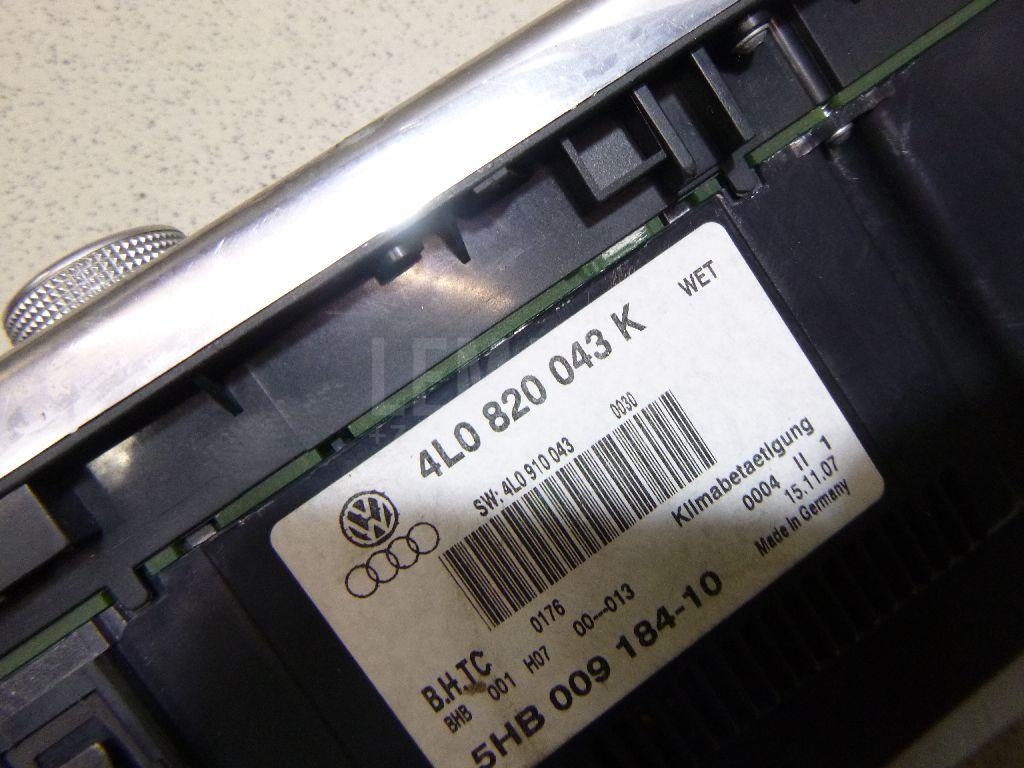 4L0 820 043 K
WET
SW: 4L0 910 043
0030
Klimabetaetigung
0004 II 1
15.11.07
Made in Germany
0176
00---013
B.H.TC
BHB 001 H07
5HB 009 184-10